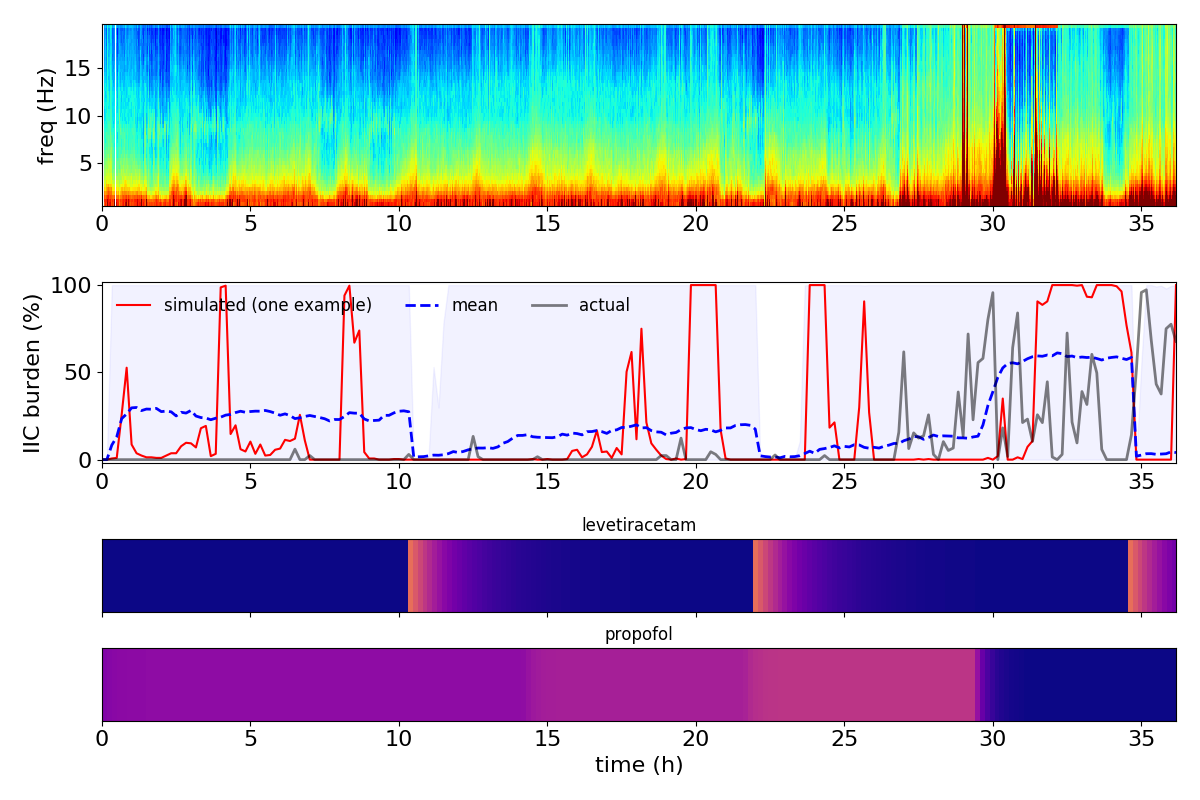 freq (Hz)
15
10
5
0 5 10 15 20 25 30 35
IIC burden (%)
100
50
0
simulated (one example) mean actual
0 5 10 15 20 25 30 35
levetiracetam
propofol
0 5 10 15 20 25 30 35
time (h)